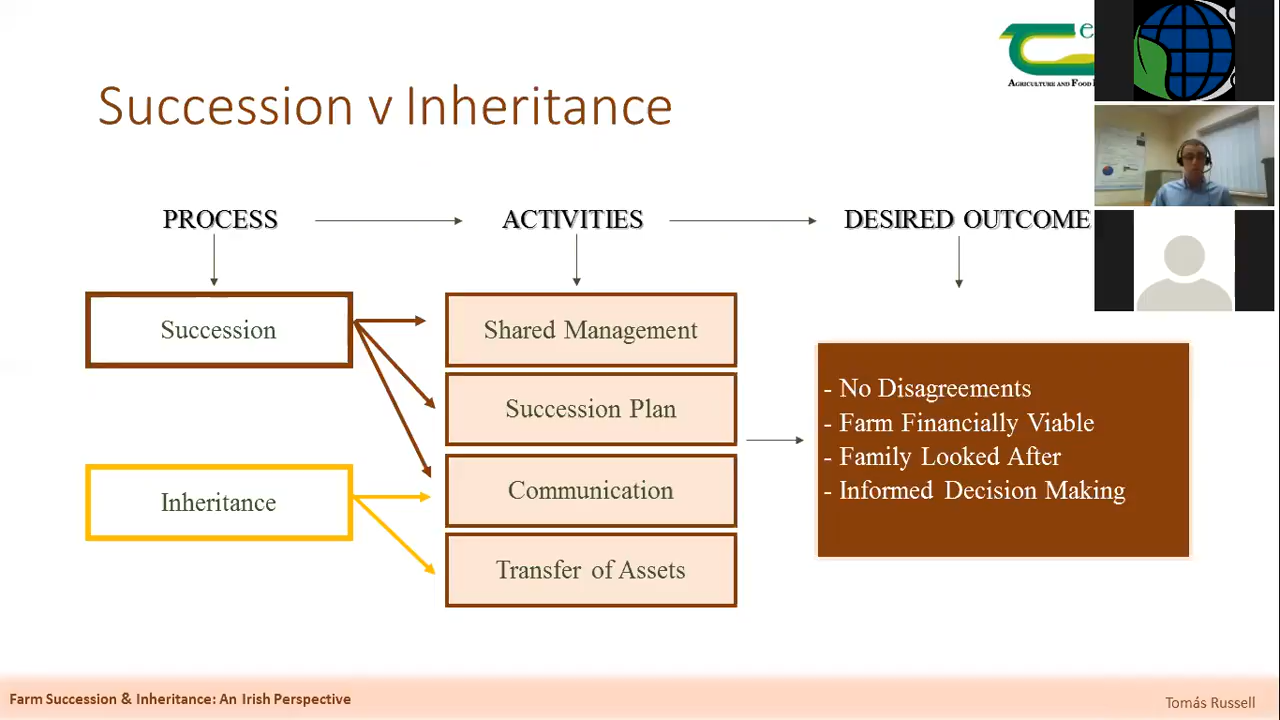 Succession v Inheritance
AGRICULTURE AND FOOD
PROCESS
ACTIVITIES
DESIRED OUTCOME
Succession
Shared Management
Succession Plan
Inheritance
Communication
Transfer of Assets
- No Disagreements
- Farm Financially Viable
- Family Looked After
- Informed Decision Making
Farm Succession & Inheritance: An Irish Perspective
Tomás Russell